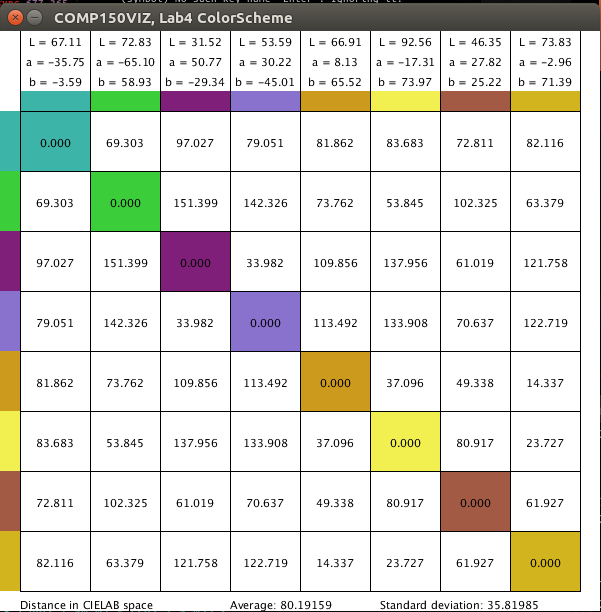 COMP150VIZ, Lab4 ColorScheme
L = 67.11 L = 72.83 L = 31.52 L = 53.59 L = 66.91 L = 92.56 L = 46.35 L = 73.83
a = -35.75 a = -65.10 a = 50.77 a = 30.22 a = 8.13 a = -17.31 a = 27.82 a = -2.96
b = -3.59 b = 58.93 b = -29.34 b = -45.01 b = 65.52 b = 73.97 b = 25.22 b = 71.39
0.000 69.303 97.027 79.051 81.862 83.683 72.811 82.116
69.303 0.000 151.399 142.326 73.762 53.845 102.325 63.379
97.027 151.399 0.000 33.982 109.856 137.956 61.019 121.758
79.051 142.326 33.982 0.000 113.492 133.908 70.637 122.719
81.862 73.762 109.856 113.492 0.000 37.096 49.338 14.337
83.683 53.845 137.956 133.908 37.096 0.000 80.917 23.727
72.811 102.325 61.019 70.637 49.338 80.917 0.000 61.927
82.116 63.379 121.758 122.719 14.337 23.727 61.927 0.000
Distance in CIELAB space Average: 80.19159 Standard deviation: 35.81985